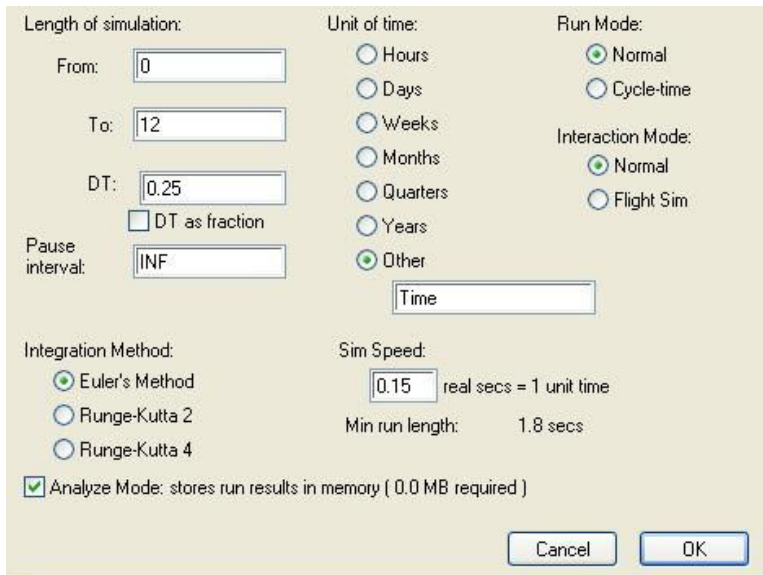 Length of simulation:
From: 0
To: 12
DT: 0.25
DT as fraction
Pause
interval: INF
Unit of time:
Hours
Days
Weeks
Months
Quarters
Years
Other
Time
Run Mode:
Normal
Cycle-time
Interaction Mode:
Normal
Flight Sim
Integration Method:
Euler's Method
Runge-Kutta 2
Runge-Kutta 4
Sim Speed:
0.15 real secs = 1 unit time
Min run length: 1.8 secs
Analyze Mode: stores run results in memory ( 0.0 MB required )
Cancel OK